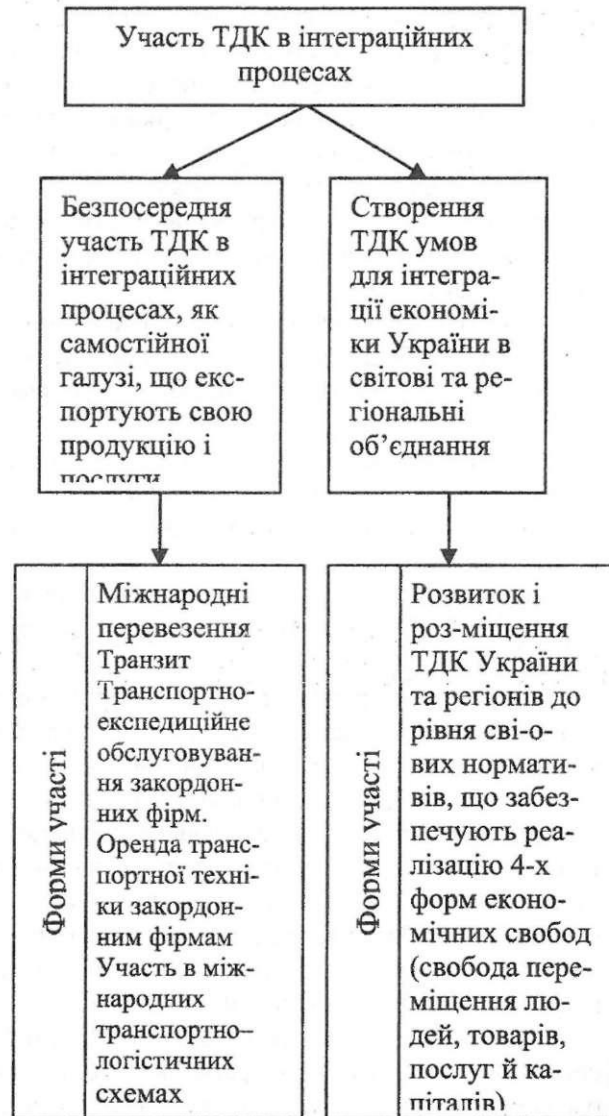 Участь ТДК в інтеграційних
процесах
Безпосередня
участь ТДК в
інтеграційних
процесах, як
самостійної
галузі, що екс-
портують свою
продукцію і
послуги
Створення
ТДК умов
для інтегра-
ції економі-
ки України в
світові та ре-
гіональні
об’єднання
Форми участі
Міжнародні
перевезення
Транзит
Транспортно-
експедиційне
обслуговуван-
ня закордон-
них фірм.
Оренда транс-
портної техні-
ки закордон-
ним фірмам
Участь в між-
народних
транспортно–
логістичних
схемах
Форми участі
Розвиток і
роз-міщення
ТДК України
та регіонів до
рівня сві-о-
вих нормати-
вів, що забез-
печують реа-
лізацію 4-х
форм еконо-
мічних свобод
(свобода пере-
міщення лю-
дей, товарів,
послуг й ка-
піталів)